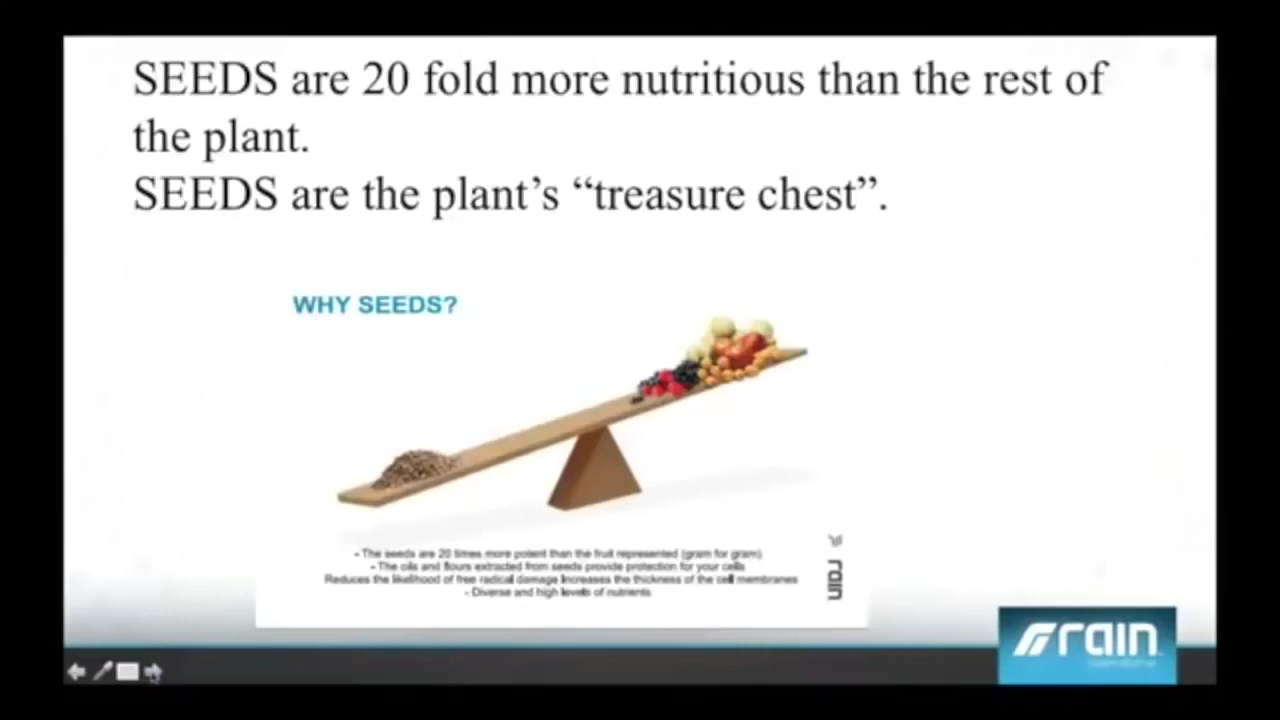 SEEDS are 20 fold more nutritious than the rest of
the plant.
SEEDS are the plant's “treasure chest”.
WHY SEEDS?
- The seeds are 20 times more potent than the fruit represented (gram for gram)
- The oils and flours extracted from seeds provide protection for your cells
Reduces the likelihood of free radical damage Increases the thickness of the cell membranes
- Diverse and high levels of nutrients
rain
rain